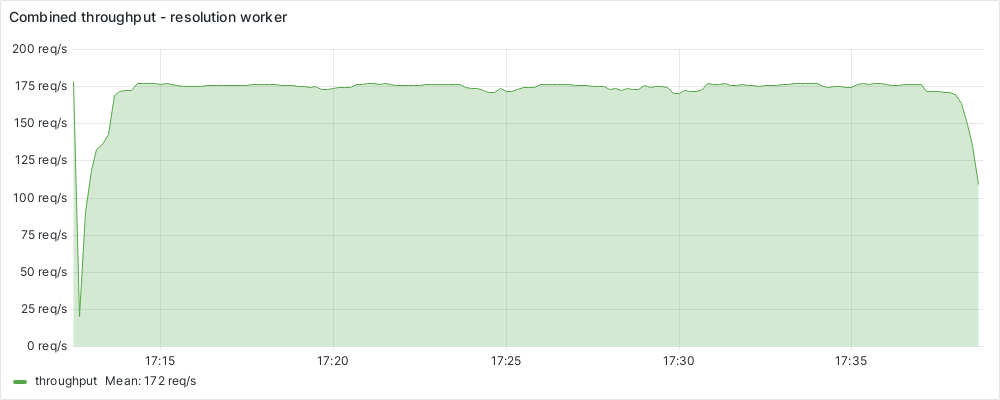 Combined throughput - resolution worker
200 req/s
175 req/s
150 req/s
125 req/s
100 req/s
75 req/s
50 req/s
25 req/s
0 req/s
17:15 17:20 17:25 17:30 17:35
throughput Mean: 172 req/s